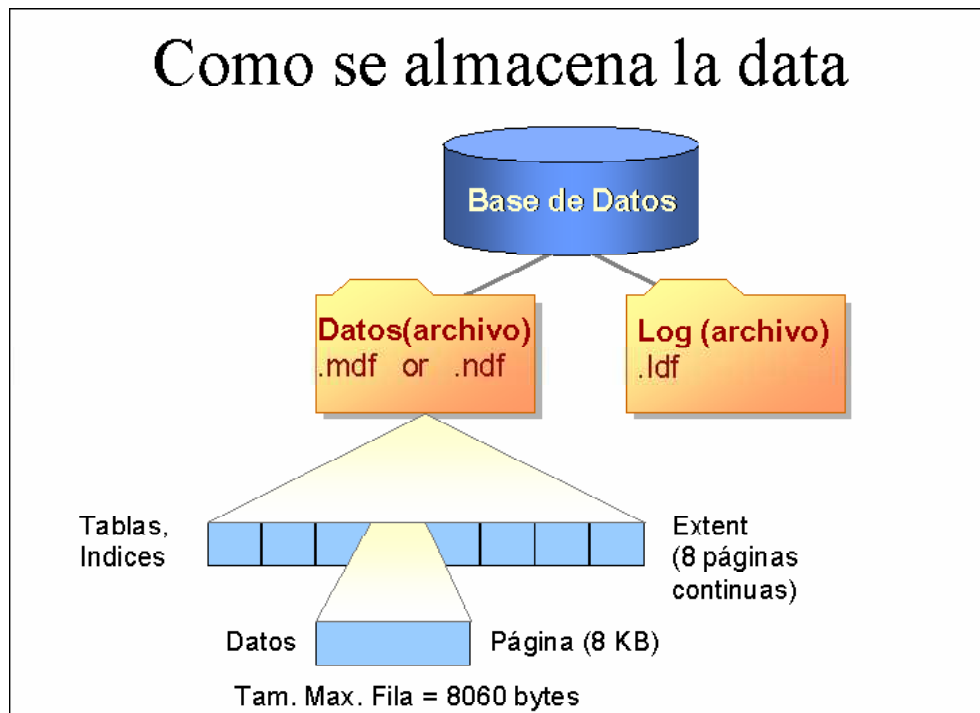 Como se almacena la data
Base de Datos
Datos(archivo)
.mdf or .ndf
Log (archivo)
.ldf
Tablas,
Indices
Extent
(8 páginas
continuas)
Datos
Página (8 KB)
Tam. Max. Fila = 8060 bytes